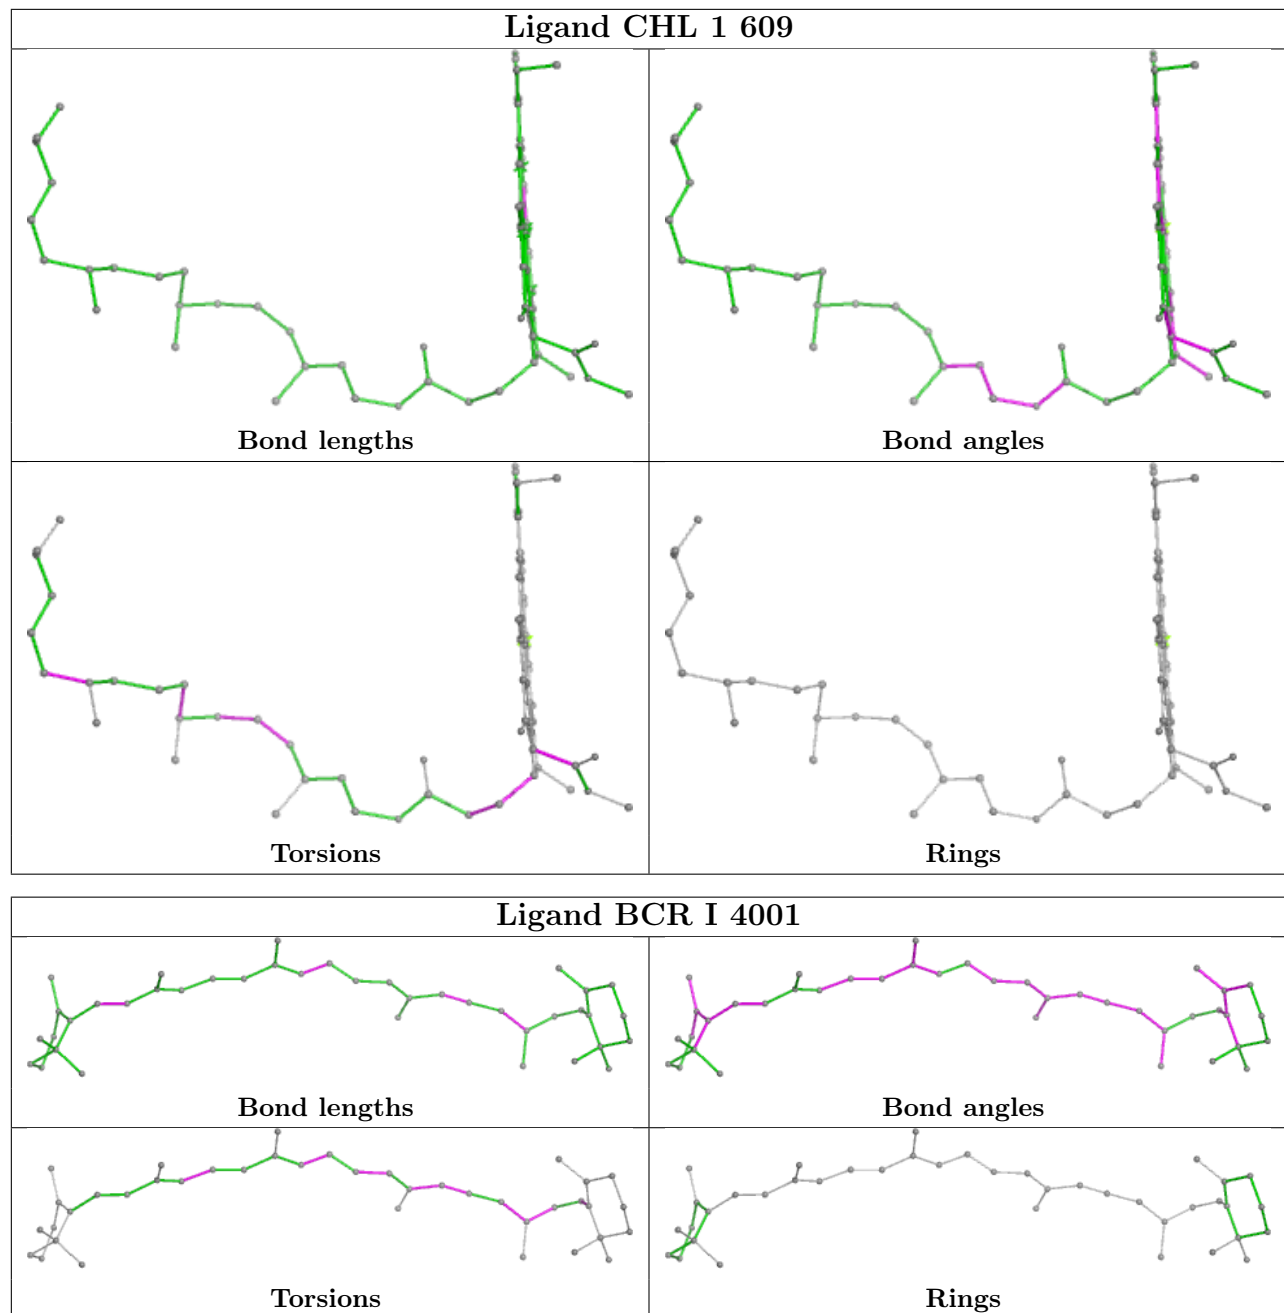 Ligand CHL 1 609
Bond lengths
Bond angles
Torsions
Rings
Ligand BCR I 4001
Bond lengths
Bond angles
Torsions
Rings